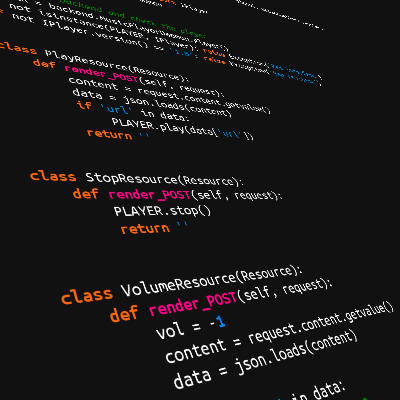 backend and check the player
= backend.
not isinstance(PLAYER, IPlayer): raise
not IPlayer.version() == '1.0': raise
class PlayResource(Resource):
def render_POST(self, request):
content = request.content.getvalue()
data = json.loads(content)
if 'url' in data:
PLAYER.play(data['url'])
return ''
class StopResource(Resource):
def render_POST(self, request):
PLAYER.stop()
return ''
class VolumeResource(Resource):
def render_POST(self, request):
vol = -1
content = request.content.getvalue()
data = json.loads(content)
in data: